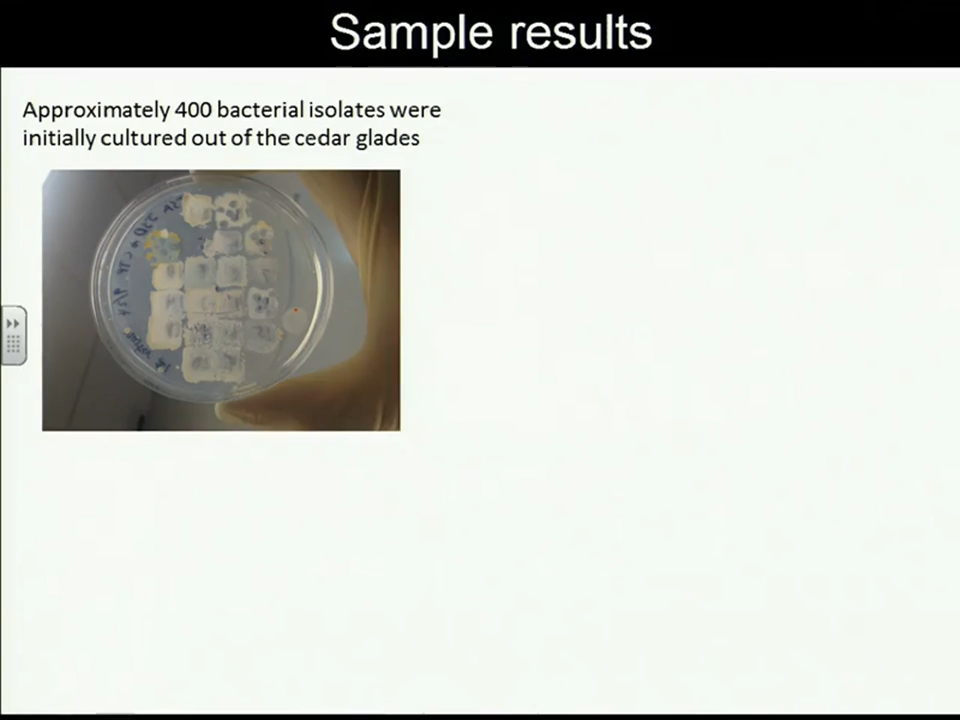 Sample results
Approximately 400 bacterial isolates were
initially cultured out of the cedar glades